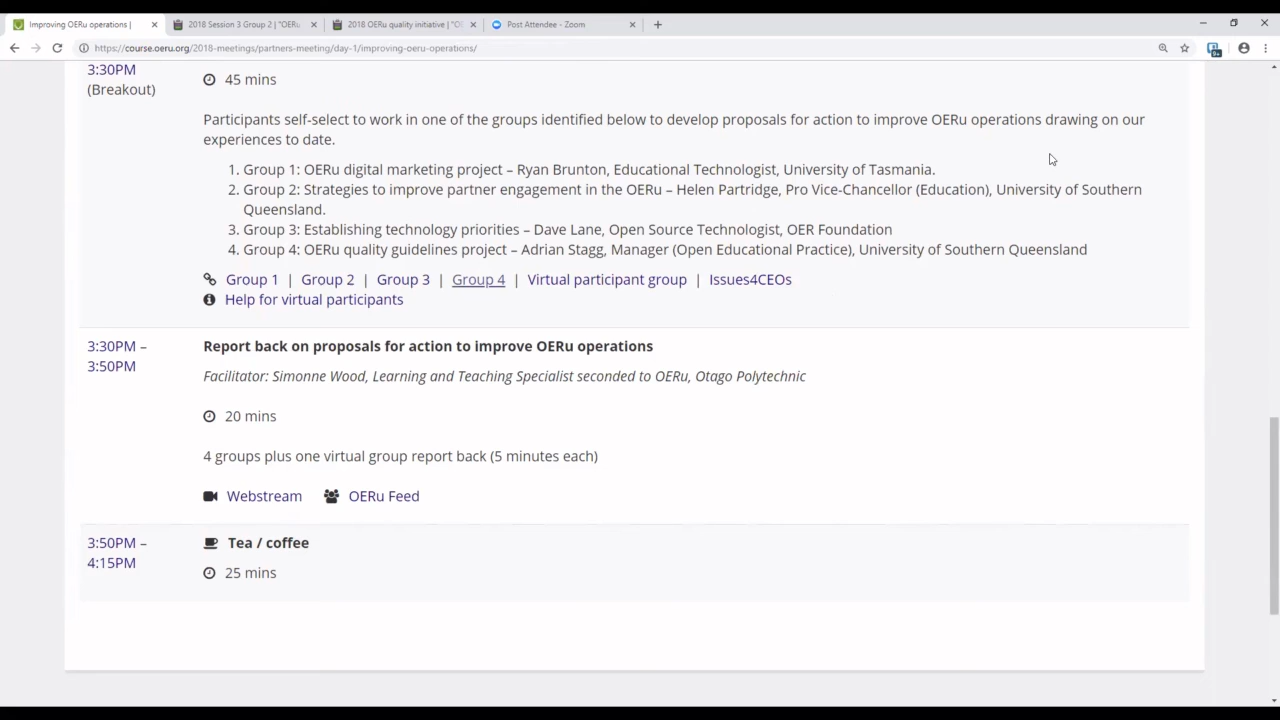 Improving OERu operations |
2018 Session 3 Group 2 | "OERu
2018 OERu quality initiative | "OE
Post Attendee - Zoom
https://course.oeru.org/2018-meetings/partners-meeting/day-1/improving-oeru-operations/
3:30PM
(Breakout)
45 mins
Participants self-select to work in one of the groups identified below to develop proposals for action to improve OERu operations drawing on our
experiences to date.
1. Group 1: OERu digital marketing project – Ryan Brunton, Educational Technologist, University of Tasmania.
2. Group 2: Strategies to improve partner engagement in the OERu – Helen Partridge, Pro Vice-Chancellor (Education), University of Southern
Queensland.
3. Group 3: Establishing technology priorities – Dave Lane, Open Source Technologist, OER Foundation
4. Group 4: OERu quality guidelines project – Adrian Stagg, Manager (Open Educational Practice), University of Southern Queensland
Group 1 | Group 2 | Group 3 | Group 4 | Virtual participant group | Issues4CEOs
Help for virtual participants
3:30PM –
3:50PM
Report back on proposals for action to improve OERu operations
Facilitator: Simonne Wood, Learning and Teaching Specialist seconded to OERu, Otago Polytechnic
20 mins
4 groups plus one virtual group report back (5 minutes each)
Webstream OERu Feed
3:50PM –
4:15PM
Tea / coffee
25 mins